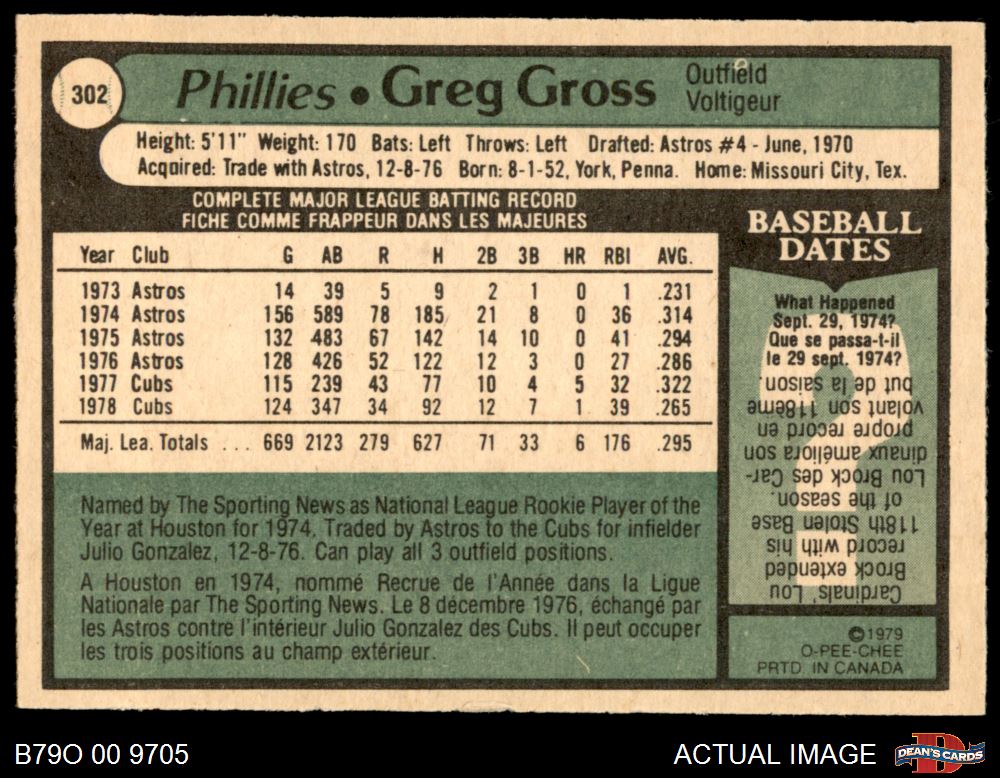 302
Phillies • Greg Gross
Outfield
Voltigeur
Height: 5'11" Weight: 170 Bats: Left Throws: Left Drafted: Astros #4 - June, 1970
Acquired: Trade with Astros, 12-8-76 Born: 8-1-52, York, Penna. Home: Missouri City, Tex.
COMPLETE MAJOR LEAGUE BATTING RECORD
FICHE COMME FRAPPEUR DANS LES MAJEURES
Year Club G AB R H 2B 3B HR RBI AVG.
1973 Astros 14 39 5 9 2 1 0 1 .231
1974 Astros 156 589 78 185 21 8 0 36 .314
1975 Astros 132 483 67 142 14 10 0 41 .294
1976 Astros 128 426 52 122 12 3 0 27 .286
1977 Cubs 115 239 43 77 10 4 5 32 .322
1978 Cubs 124 347 34 92 12 7 1 39 .265
Maj. Lea. Totals ... 669 2123 279 627 71 33 6 176 .295
Named by The Sporting News as National League Rookie Player of the
Year at Houston for 1974. Traded by Astros to the Cubs for infielder
Julio Gonzalez, 12-8-76. Can play all 3 outfield positions.
A Houston en 1974, nommé Recrue de l'Année dans la Ligue
Nationale par The Sporting News. Le 8 décembre 1976, échangé par
les Astros contre l'intérieur Julio Gonzalez des Cubs. Il peut occuper
les trois positions au champ extérieur.
BASEBALL
DATES
What Happened
Sept. 29, 1974?
Que se passa-t-il
le 29 sept. 1974?
Cardinals' Lou
Brock extended
record with his
118th Stolen Base
of the season.
Lou Brock des Car-
dinaux améliora son
propre record en
volant son 118ème
but de la saison.
©1979
O-PEE-CHEE
PRTD. IN CANADA
B79O 00 9705
ACTUAL IMAGE
DEAN'S CARDS